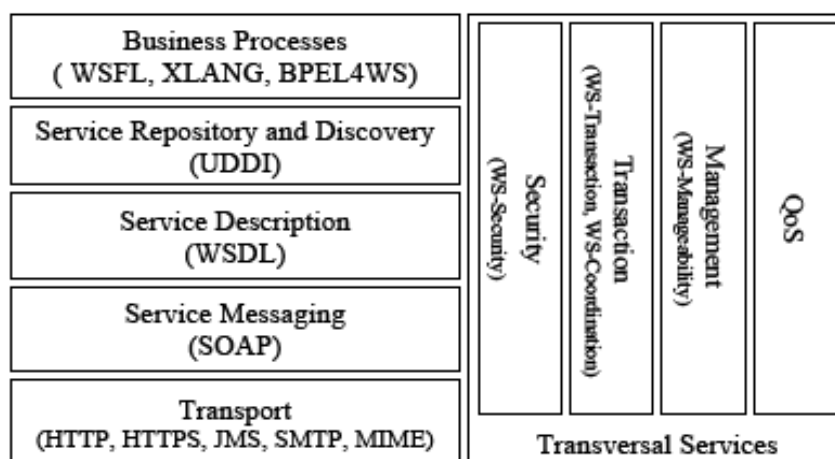 Business Processes
( WSFL, XLANG, BPEL4WS)
Service Repository and Discovery
(UDDI)
Service Description
(WSDL)
Service Messaging
(SOAP)
Transport
(HTTP, HTTPS, JMS, SMTP, MIME)
Security
(WS-Security)
Transaction
(WS-Transaction, WS-Coordination)
Management
(WS-Manageability)
QoS
Transversal Services